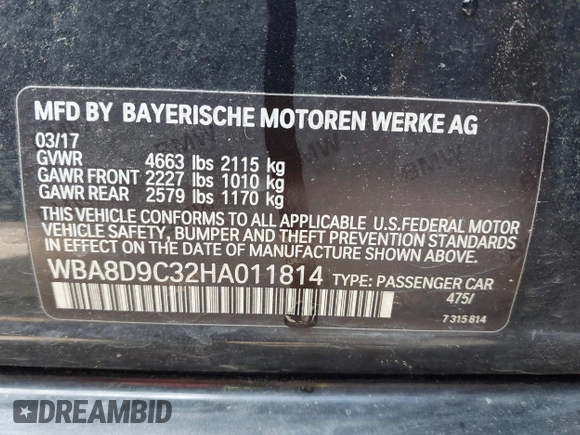 MFD BY BAYERISCHE MOTOREN WERKE AG
03/17
GVWR 4663 lbs 2115 kg
GAWR FRONT 2227 lbs 1010 kg
GAWR REAR 2579 lbs 1170 kg
THIS VEHICLE CONFORMS TO ALL APPLICABLE U.S.FEDERAL MOTOR
VEHICLE SAFETY, BUMPER AND THEFT PREVENTION STANDARDS
IN EFFECT ON THE DATE OF MANUFACTURE SHOWN ABOVE.
WBA8D9C32HA011814 TYPE: PASSENGER CAR
475/
7 315 814
DREAMBID